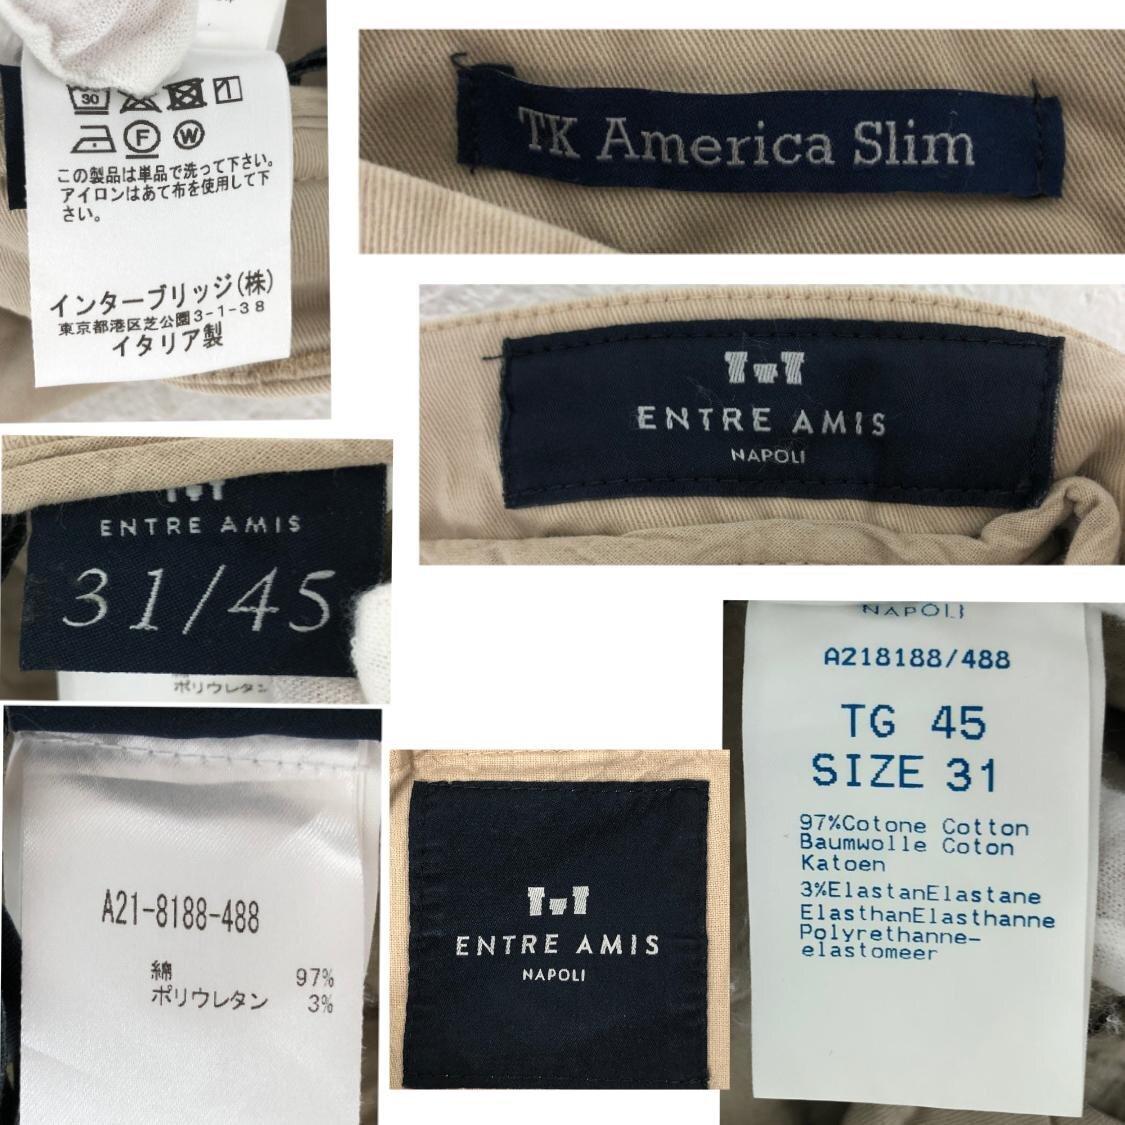 30
F
W
この製品は単品で洗って下さい。
アイロンはあて布を使用して下
さい。
インターブリッジ(株)
東京都港区芝公園3-1-38
イタリア製
TK America Slim
ENTRE AMIS
NAPOLI
ENTRE AMIS
31/45
ポリウレタン
A21-8188-488
綿 97%
ポリウレタン 3%
ENTRE AMIS
NAPOLI
NAPOLI
A218188/488
TG 45
SIZE 31
97%Cotone Cotton
Baumwolle Coton
Katoen
3%ElastanElastane
ElasthanElasthanne
Polyrethanne-
elastomeer